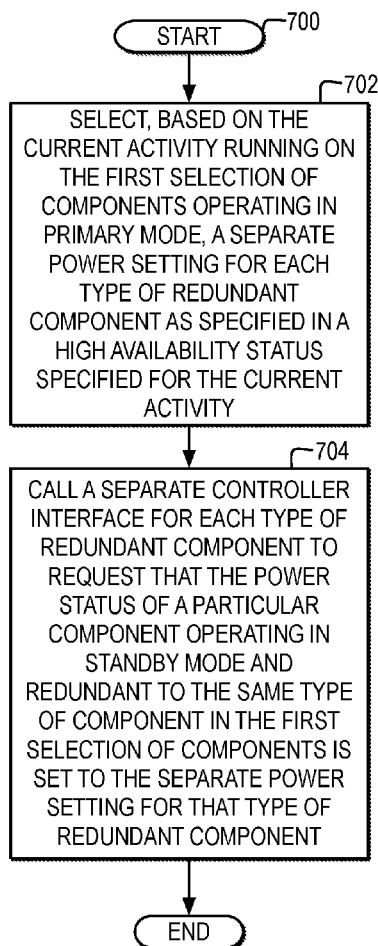 START
700
702
SELECT, BASED ON THE
CURRENT ACTIVITY RUNNING ON
THE FIRST SELECTION OF
COMPONENTS OPERATING IN
PRIMARY MODE, A SEPARATE
POWER SETTING FOR EACH
TYPE OF REDUNDANT
COMPONENT AS SPECIFIED IN A
HIGH AVAILABILITY STATUS
SPECIFIED FOR THE CURRENT
ACTIVITY
704
CALL A SEPARATE CONTROLLER
INTERFACE FOR EACH TYPE OF
REDUNDANT COMPONENT TO
REQUEST THAT THE POWER
STATUS OF A PARTICULAR
COMPONENT OPERATING IN
STANDBY MODE AND
REDUNDANT TO THE SAME TYPE
OF COMPONENT IN THE FIRST
SELECTION OF COMPONENTS IS
SET TO THE SEPARATE POWER
SETTING FOR THAT TYPE OF
REDUNDANT COMPONENT
END